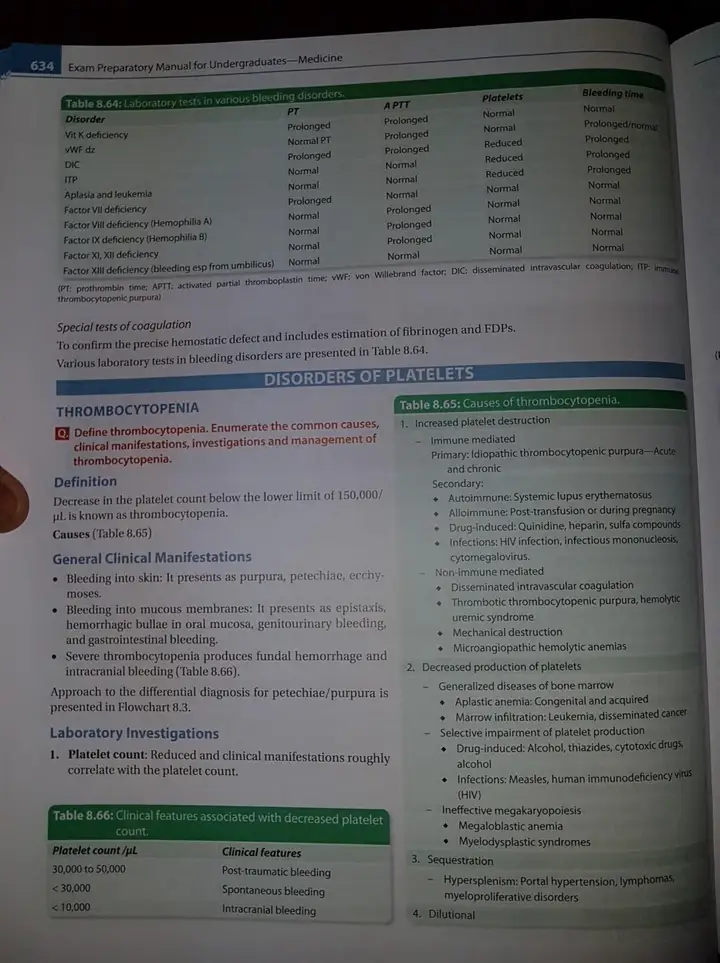 634 Exam Preparatory Manual for Undergraduates—Medicine
Table 8.64: Laboratory tests in various bleeding disorders.
Disorder PT A PTT Platelets Bleeding time
Vit K deficiency Prolonged Prolonged Normal Normal
vWF dz Normal PT Prolonged Normal Prolonged/normal
DIC Prolonged Prolonged Reduced Prolonged
ITP Normal Normal Reduced Prolonged
Aplasia and leukemia Normal Normal Reduced Prolonged
Factor VII deficiency Prolonged Normal Normal Normal
Factor VIII deficiency (Hemophilia A) Normal Prolonged Normal Normal
Factor IX deficiency (Hemophilia B) Normal Prolonged Normal Normal
Factor XI, XII deficiency Normal Prolonged Normal Normal
Factor XIII deficiency (bleeding esp from umbilicus) Normal Normal Normal Normal
(PT: prothrombin time; APTT: activated partial thromboplastin time; vWF: von Willebrand factor; DIC: disseminated intravascular coagulation; ITP: immune
thrombocytopenic purpura)
Special tests of coagulation
To confirm the precise hemostatic defect and includes estimation of fibrinogen and FDPs.
Various laboratory tests in bleeding disorders are presented in Table 8.64.
DISORDERS OF PLATELETS
THROMBOCYTOPENIA
Q. Define thrombocytopenia. Enumerate the common causes,
clinical manifestations, investigations and management of
thrombocytopenia.
Definition
Decrease in the platelet count below the lower limit of 150,000/
μL is known as thrombocytopenia.
Causes (Table 8.65)
General Clinical Manifestations
• Bleeding into skin: It presents as purpura, petechiae, ecchy-
moses.
• Bleeding into mucous membranes: It presents as epistaxis,
hemorrhagic bullae in oral mucosa, genitourinary bleeding,
and gastrointestinal bleeding.
• Severe thrombocytopenia produces fundal hemorrhage and
intracranial bleeding (Table 8.66).
Approach to the differential diagnosis for petechiae/purpura is
presented in Flowchart 8.3.
Laboratory Investigations
1. Platelet count: Reduced and clinical manifestations roughly
correlate with the platelet count.
Table 8.66: Clinical features associated with decreased platelet
count.
Platelet count /μL Clinical features
30,000 to 50,000 Post-traumatic bleeding
< 30,000 Spontaneous bleeding
< 10,000 Intracranial bleeding
Table 8.65: Causes of thrombocytopenia.
1. Increased platelet destruction
– Immune mediated
Primary: Idiopathic thrombocytopenic purpura—Acute
and chronic
Secondary:
◆ Autoimmune: Systemic lupus erythematosus
◆ Alloimmune: Post-transfusion or during pregnancy
◆ Drug-induced: Quinidine, heparin, sulfa compounds
◆ Infections: HIV infection, infectious mononucleosis,
cytomegalovirus.
– Non-immune mediated
◆ Disseminated intravascular coagulation
◆ Thrombotic thrombocytopenic purpura, hemolytic
uremic syndrome
◆ Mechanical destruction
◆ Microangiopathic hemolytic anemias
2. Decreased production of platelets
– Generalized diseases of bone marrow
◆ Aplastic anemia: Congenital and acquired
◆ Marrow infiltration: Leukemia, disseminated cancer
– Selective impairment of platelet production
◆ Drug-induced: Alcohol, thiazides, cytotoxic drugs,
alcohol
◆ Infections: Measles, human immunodeficiency virus
(HIV)
– Ineffective megakaryopoiesis
◆ Megaloblastic anemia
◆ Myelodysplastic syndromes
3. Sequestration
– Hypersplenism: Portal hypertension, lymphomas,
myeloproliferative disorders
4. Dilutional